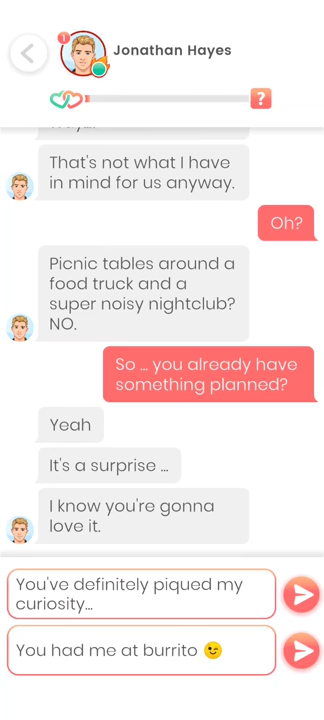 1
Jonathan Hayes
?
That's not what I have
in mind for us anyway.
Oh?
Picnic tables around a
food truck and a
super noisy nightclub?
NO.
So ... you already have
something planned?
Yeah
It's a surprise ...
I know you're gonna
love it.
You've definitely piqued my
curiosity...
You had me at burrito 😉